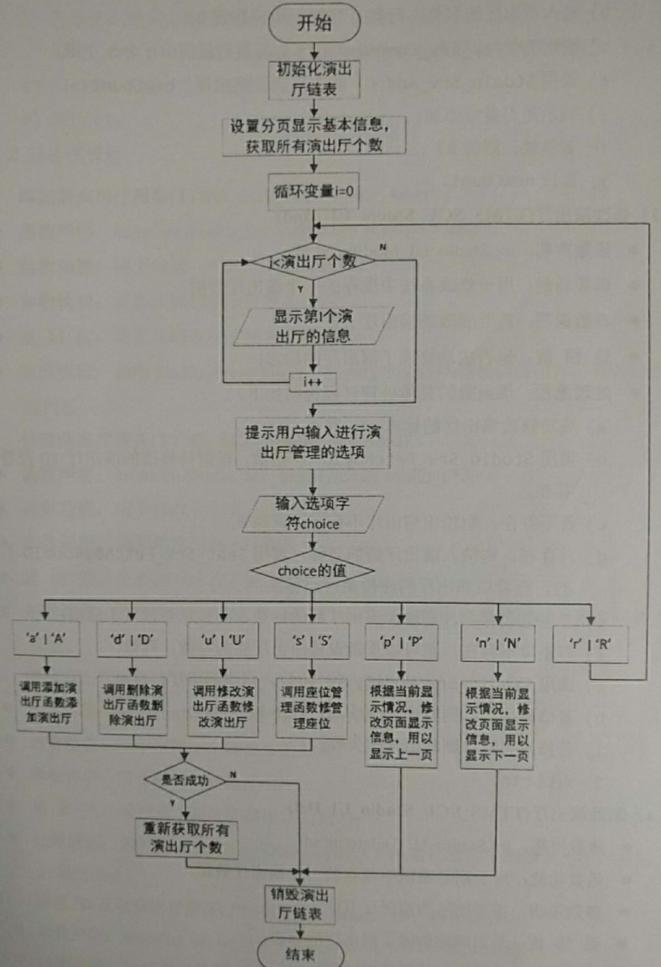 开始
初始化演出
厅链表
设置分页显示基本信息，
获取所有演出厅个数
循环变量i=0
i<演出厅个数
N
Y
显示第I个演
出厅的信息
i++
提示用户输入进行演
出厅管理的选项
输入选项字
符choice
choice的值
'a' | 'A'
'd' | 'D'
'u' | 'U'
's' | 'S'
'p' | 'P'
'n' | 'N'
'r' | 'R'
调用添加演
出厅函数添
加演出厅
调用删除演
出厅函数删
除演出厅
调用修改演
出厅函数修
改演出厅
调用座位管
理函数修管
理座位
根据当前显
示情况，修
改页面显示
信息，用以
显示上一页
根据当前显
示情况，修
改页面显示
信息，用以
显示下一页
是否成功
N
Y
重新获取所有
演出厅个数
销毁演出
厅链表
结束